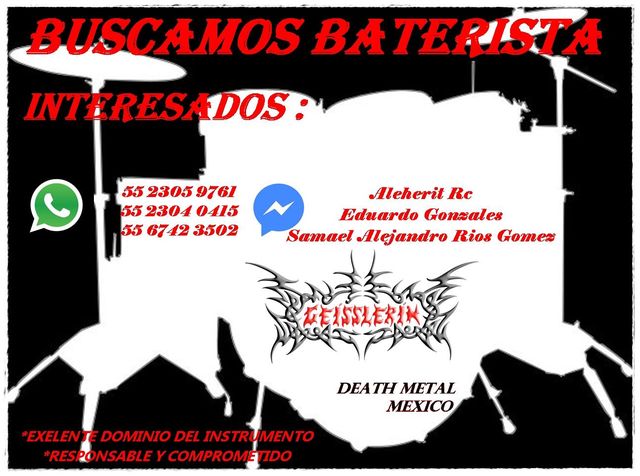 BUSCAMOS BATERISTA
INTERESADOS :
55 2305 9761
55 2304 0415
55 6742 3502
Aleherit Rc
Eduardo Gonzales
Samael Alejandro Rios Gomez
GEISSLERIH
DEATH METAL
MEXICO
*EXELENTE DOMINIO DEL INSTRUMENTO
*RESPONSABLE Y COMPROMETIDO